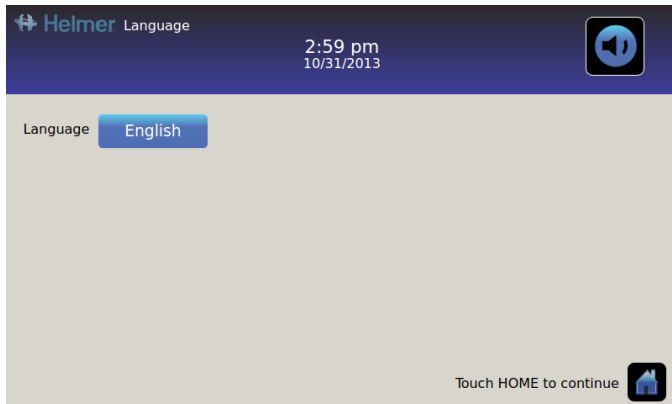 Helmer Language
2:59 pm
10/31/2013
Language English
Touch HOME to continue